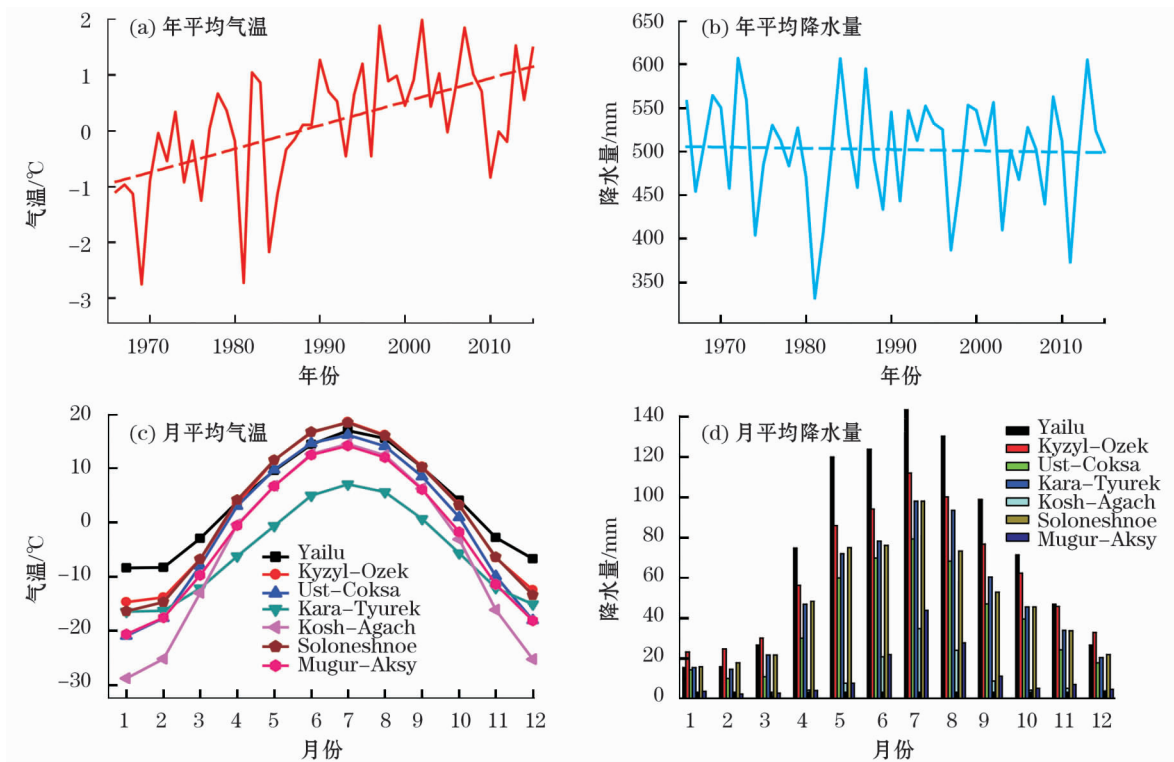 (a) 年平均气温
2
1
0
-1
-2
-3
气温/℃
1970 1980 1990 2000 2010
年份
(b) 年平均降水量
650
600
550
500
450
400
350
降水量/mm
1970 1980 1990 2000 2010
年份
(c) 月平均气温
20
10
0
-10
-20
-30
气温/℃
Yailu
Kyzyl-Ozek
Ust-Coksa
Kara-Tyurek
Kosh-Agach
Soloneshnoe
Mugur-Aksy
1 2 3 4 5 6 7 8 9 10 11 12
月份
(d) 月平均降水量
140
120
100
80
60
40
20
0
降水量/mm
Yailu
Kyzyl-Ozek
Ust-Coksa
Kara-Tyurek
Kosh-Agach
Soloneshnoe
Mugur-Aksy
1 2 3 4 5 6 7 8 9 10 11 12
月份